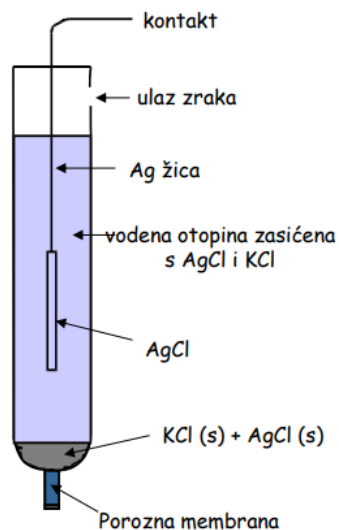 kontakt
ulaz zraka
Ag žica
vodena otopina zasićena
s AgCl i KCl
AgCl
KCl (s) + AgCl (s)
Porozna membrana